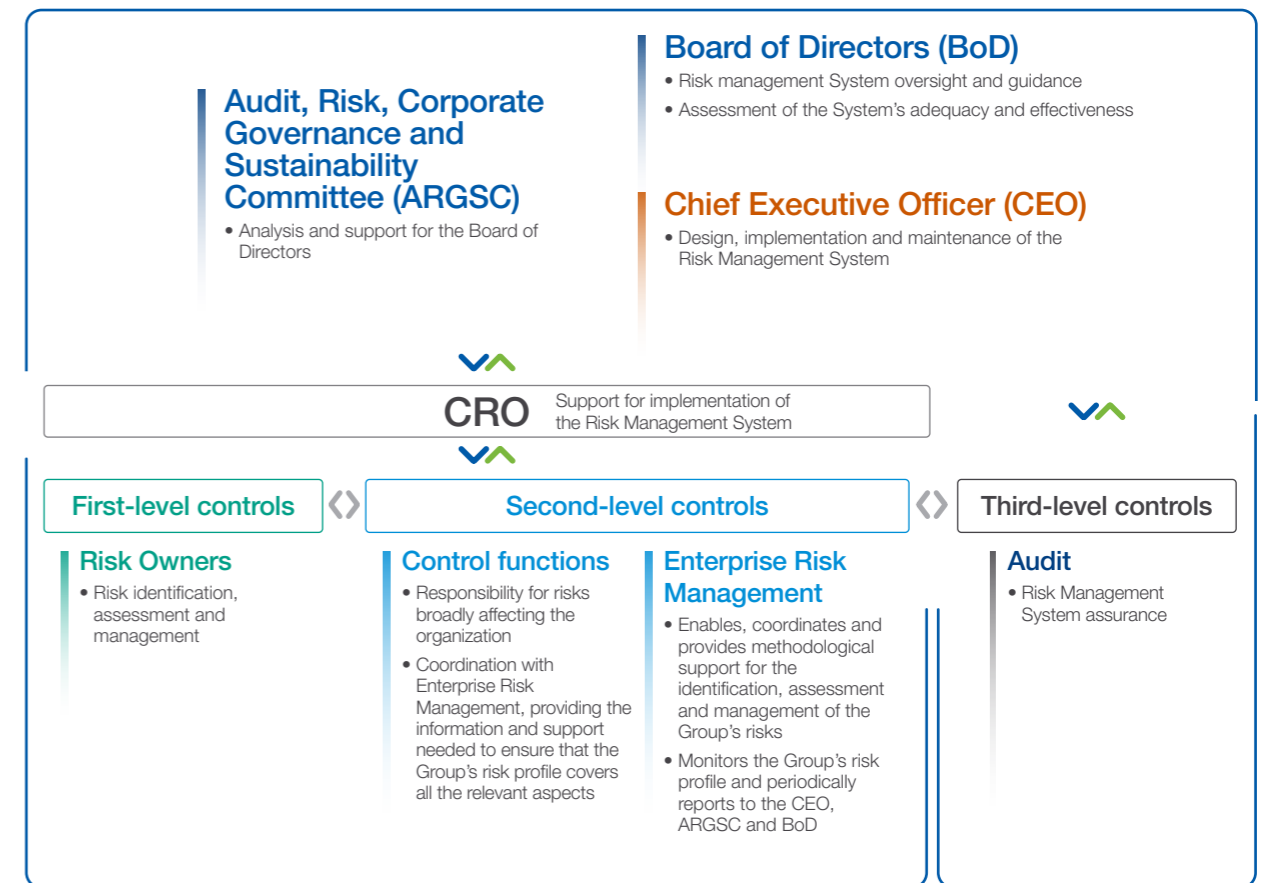 Audit, Risk, Corporate
Governance and
Sustainability
Committee (ARGSC)
• Analysis and support for the Board of
Directors
Board of Directors (BoD)
• Risk management System oversight and guidance
• Assessment of the System's adequacy and effectiveness
Chief Executive Officer (CEO)
• Design, implementation and maintenance of the
Risk Management System
CRO
Support for implementation of
the Risk Management System
First-level controls
Second-level controls
Third-level controls
Risk Owners
• Risk identification,
assessment and
management
Control functions
• Responsibility for risks
broadly affecting the
organization
• Coordination with
Enterprise Risk
Management, providing the
information and support
needed to ensure that the
Group's risk profile covers
all the relevant aspects
Enterprise Risk
Management
• Enables, coordinates and
provides methodological
support for the
identification, assessment
and management of the
Group's risks
• Monitors the Group's risk
profile and periodically
reports to the CEO,
ARGSC and BoD
Audit
• Risk Management
System assurance